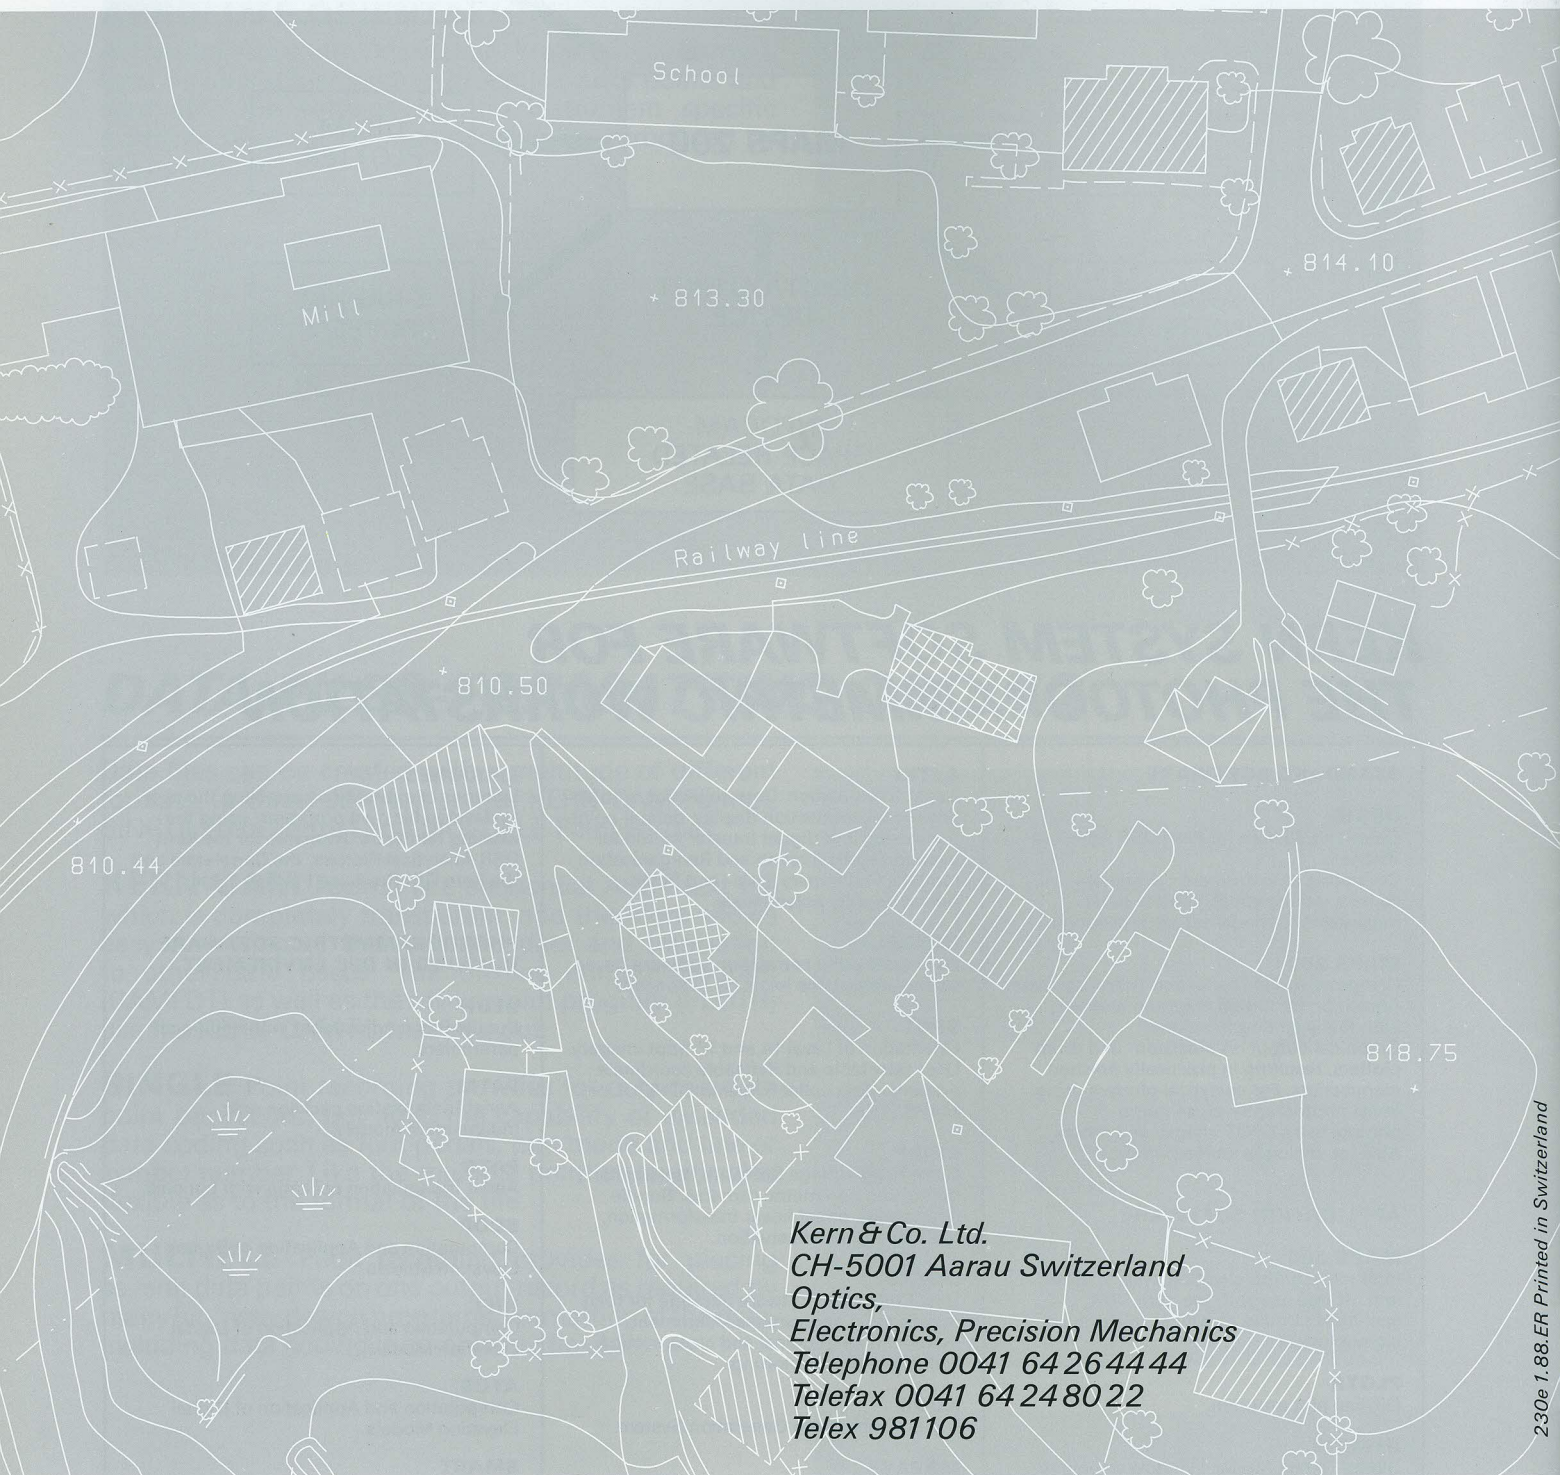 School
814.10
813.30
Mill
Railway line
810.50
810.44
818.75
Kern & Co. Ltd.
CH-5001 Aarau Switzerland
Optics,
Electronics, Precision Mechanics
Telephone 0041 64 26 44 44
Telefax 0041 64 24 80 22
Telex 981106
230e 1.88.ER Printed in Switzerland